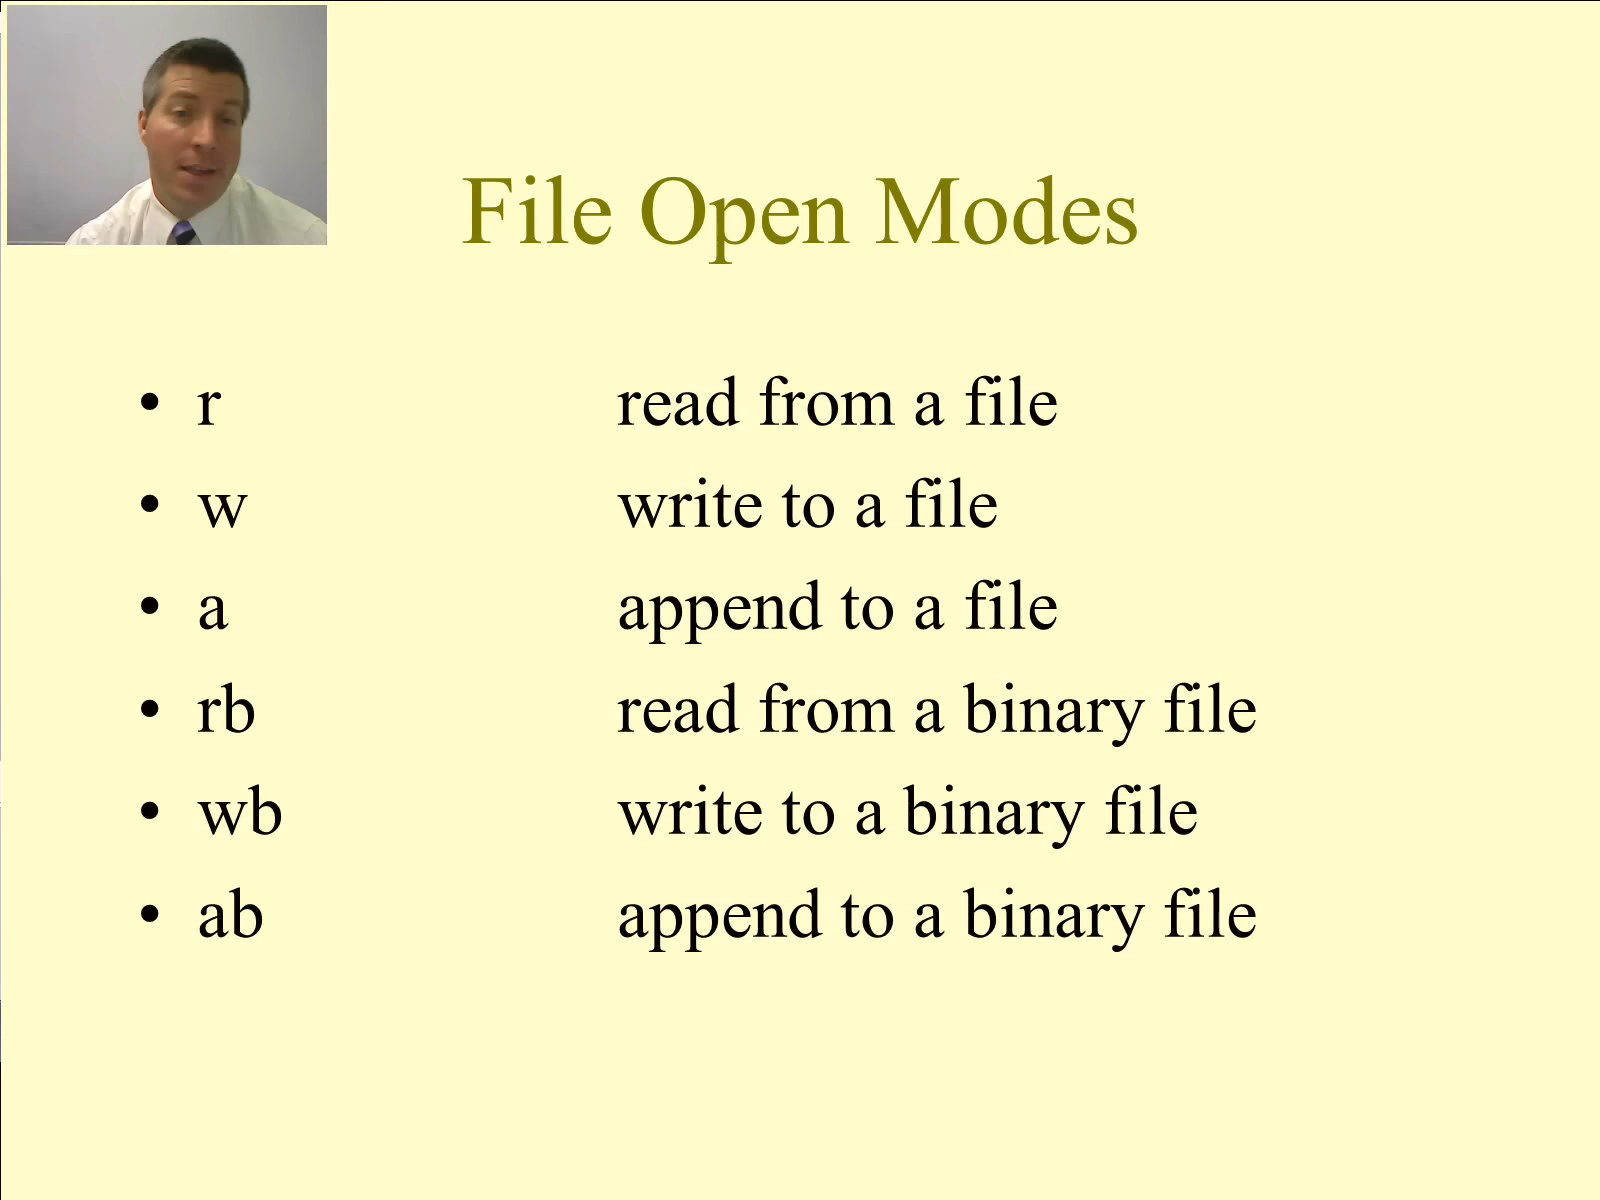 File Open Modes
• r read from a file
• w write to a file
• a append to a file
• rb read from a binary file
• wb write to a binary file
• ab append to a binary file